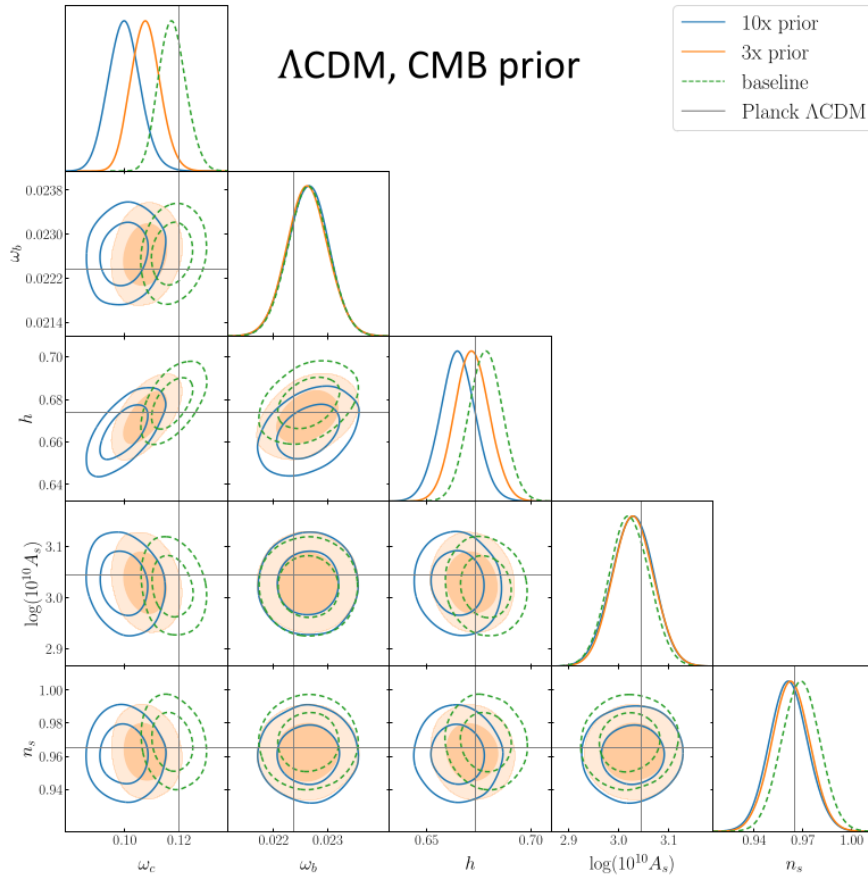 ΛCDM, CMB prior
10x prior
3x prior
baseline
Planck ΛCDM
0.0238
0.0230
0.0222
0.0214
ω_b
0.70
0.68
0.66
0.64
h
3.1
3.0
2.9
log(10^{10}A_s)
1.00
0.98
0.96
0.94
n_s
0.10 0.12
0.022 0.023
0.65 0.70
2.9 3.0 3.1
0.94 0.97 1.00
ω_c
ω_b
h
log(10^{10}A_s)
n_s